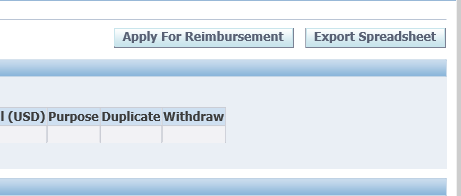 Apply For Reimbursement Export Spreadsheet
l (USD) Purpose Duplicate Withdraw